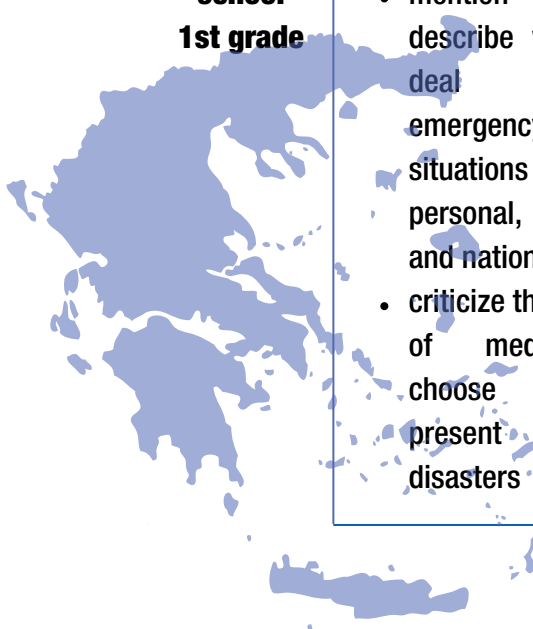 1st grade
describe
deal
emergency
situations
personal,
and nation
• criticize th
of med
choose
present
disasters